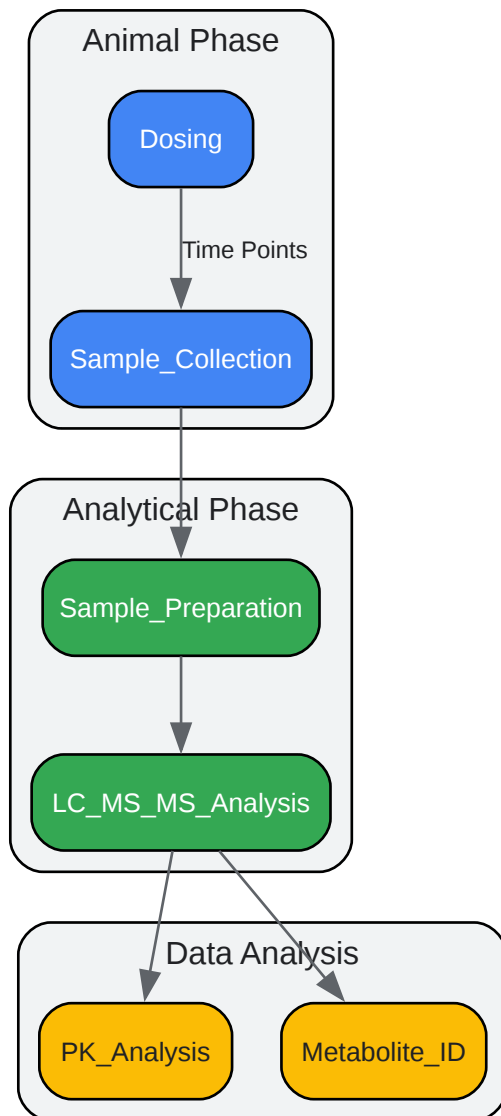 Animal Phase
Dosing
Time Points
Sample_Collection
Analytical Phase
Sample_Preparation
LC_MS_MS_Analysis
Data Analysis
PK_Analysis
Metabolite_ID